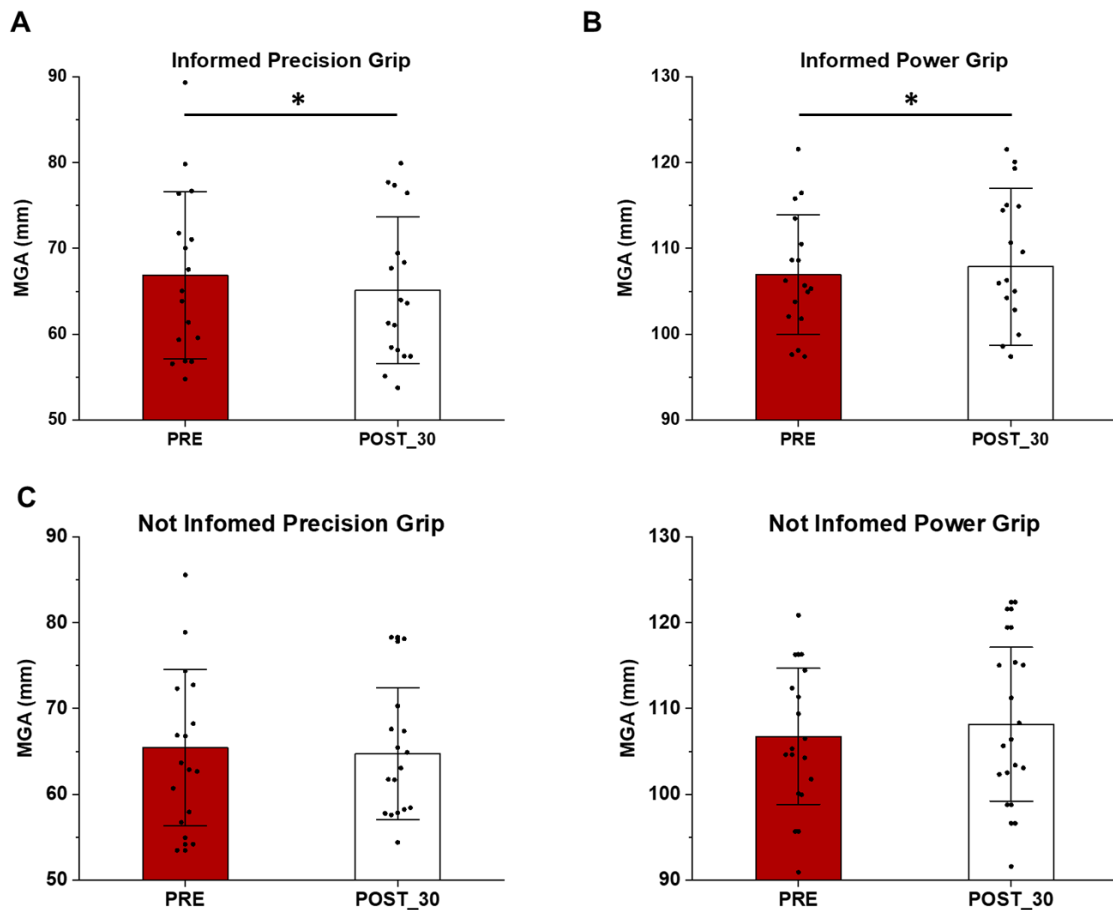 A
Informed Precision Grip
*
90
80
70
60
50
MGA (mm)
PRE
POST_30
B
Informed Power Grip
*
130
120
110
100
90
MGA (mm)
PRE
POST_30
C
Not Infomed Precision Grip
90
80
70
60
50
MGA (mm)
PRE
POST_30
Not Infomed Power Grip
130
120
110
100
90
MGA (mm)
PRE
POST_30